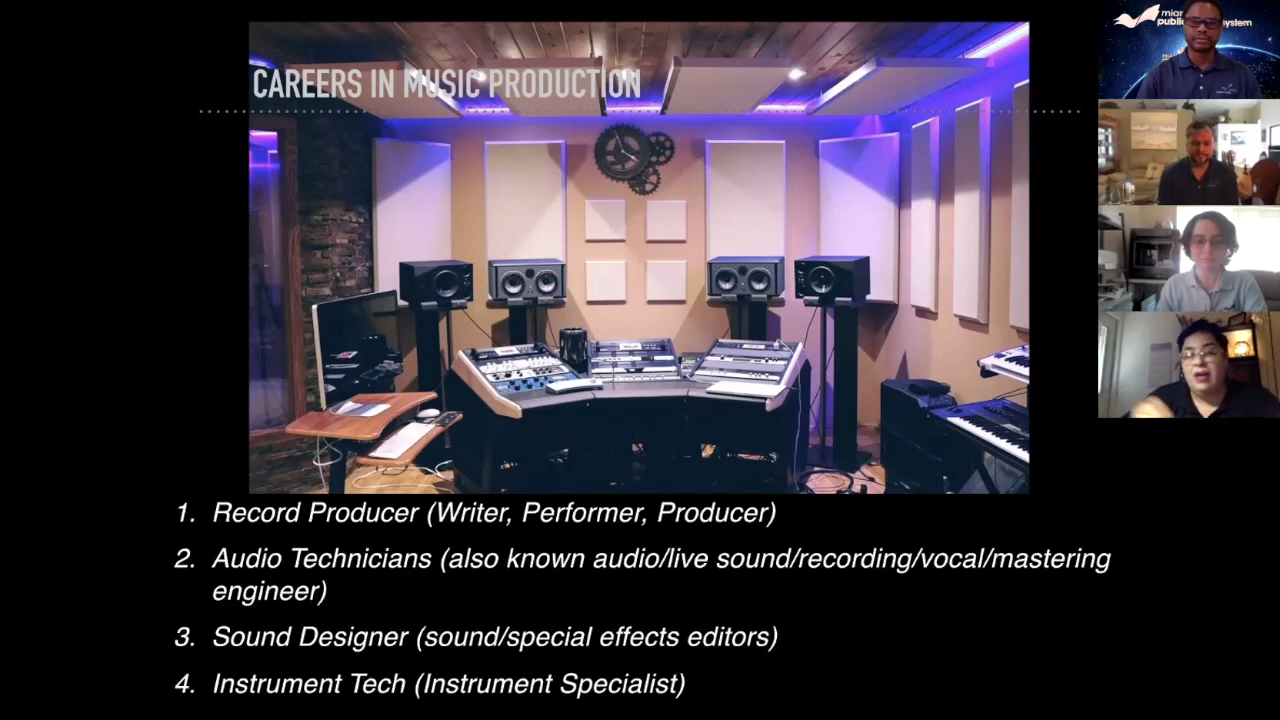 CAREERS IN MUSIC PRODUCTION
1. Record Producer (Writer, Performer, Producer)
2. Audio Technicians (also known audio/live sound/recording/vocal/mastering
engineer)
3. Sound Designer (sound/special effects editors)
4. Instrument Tech (Instrument Specialist)